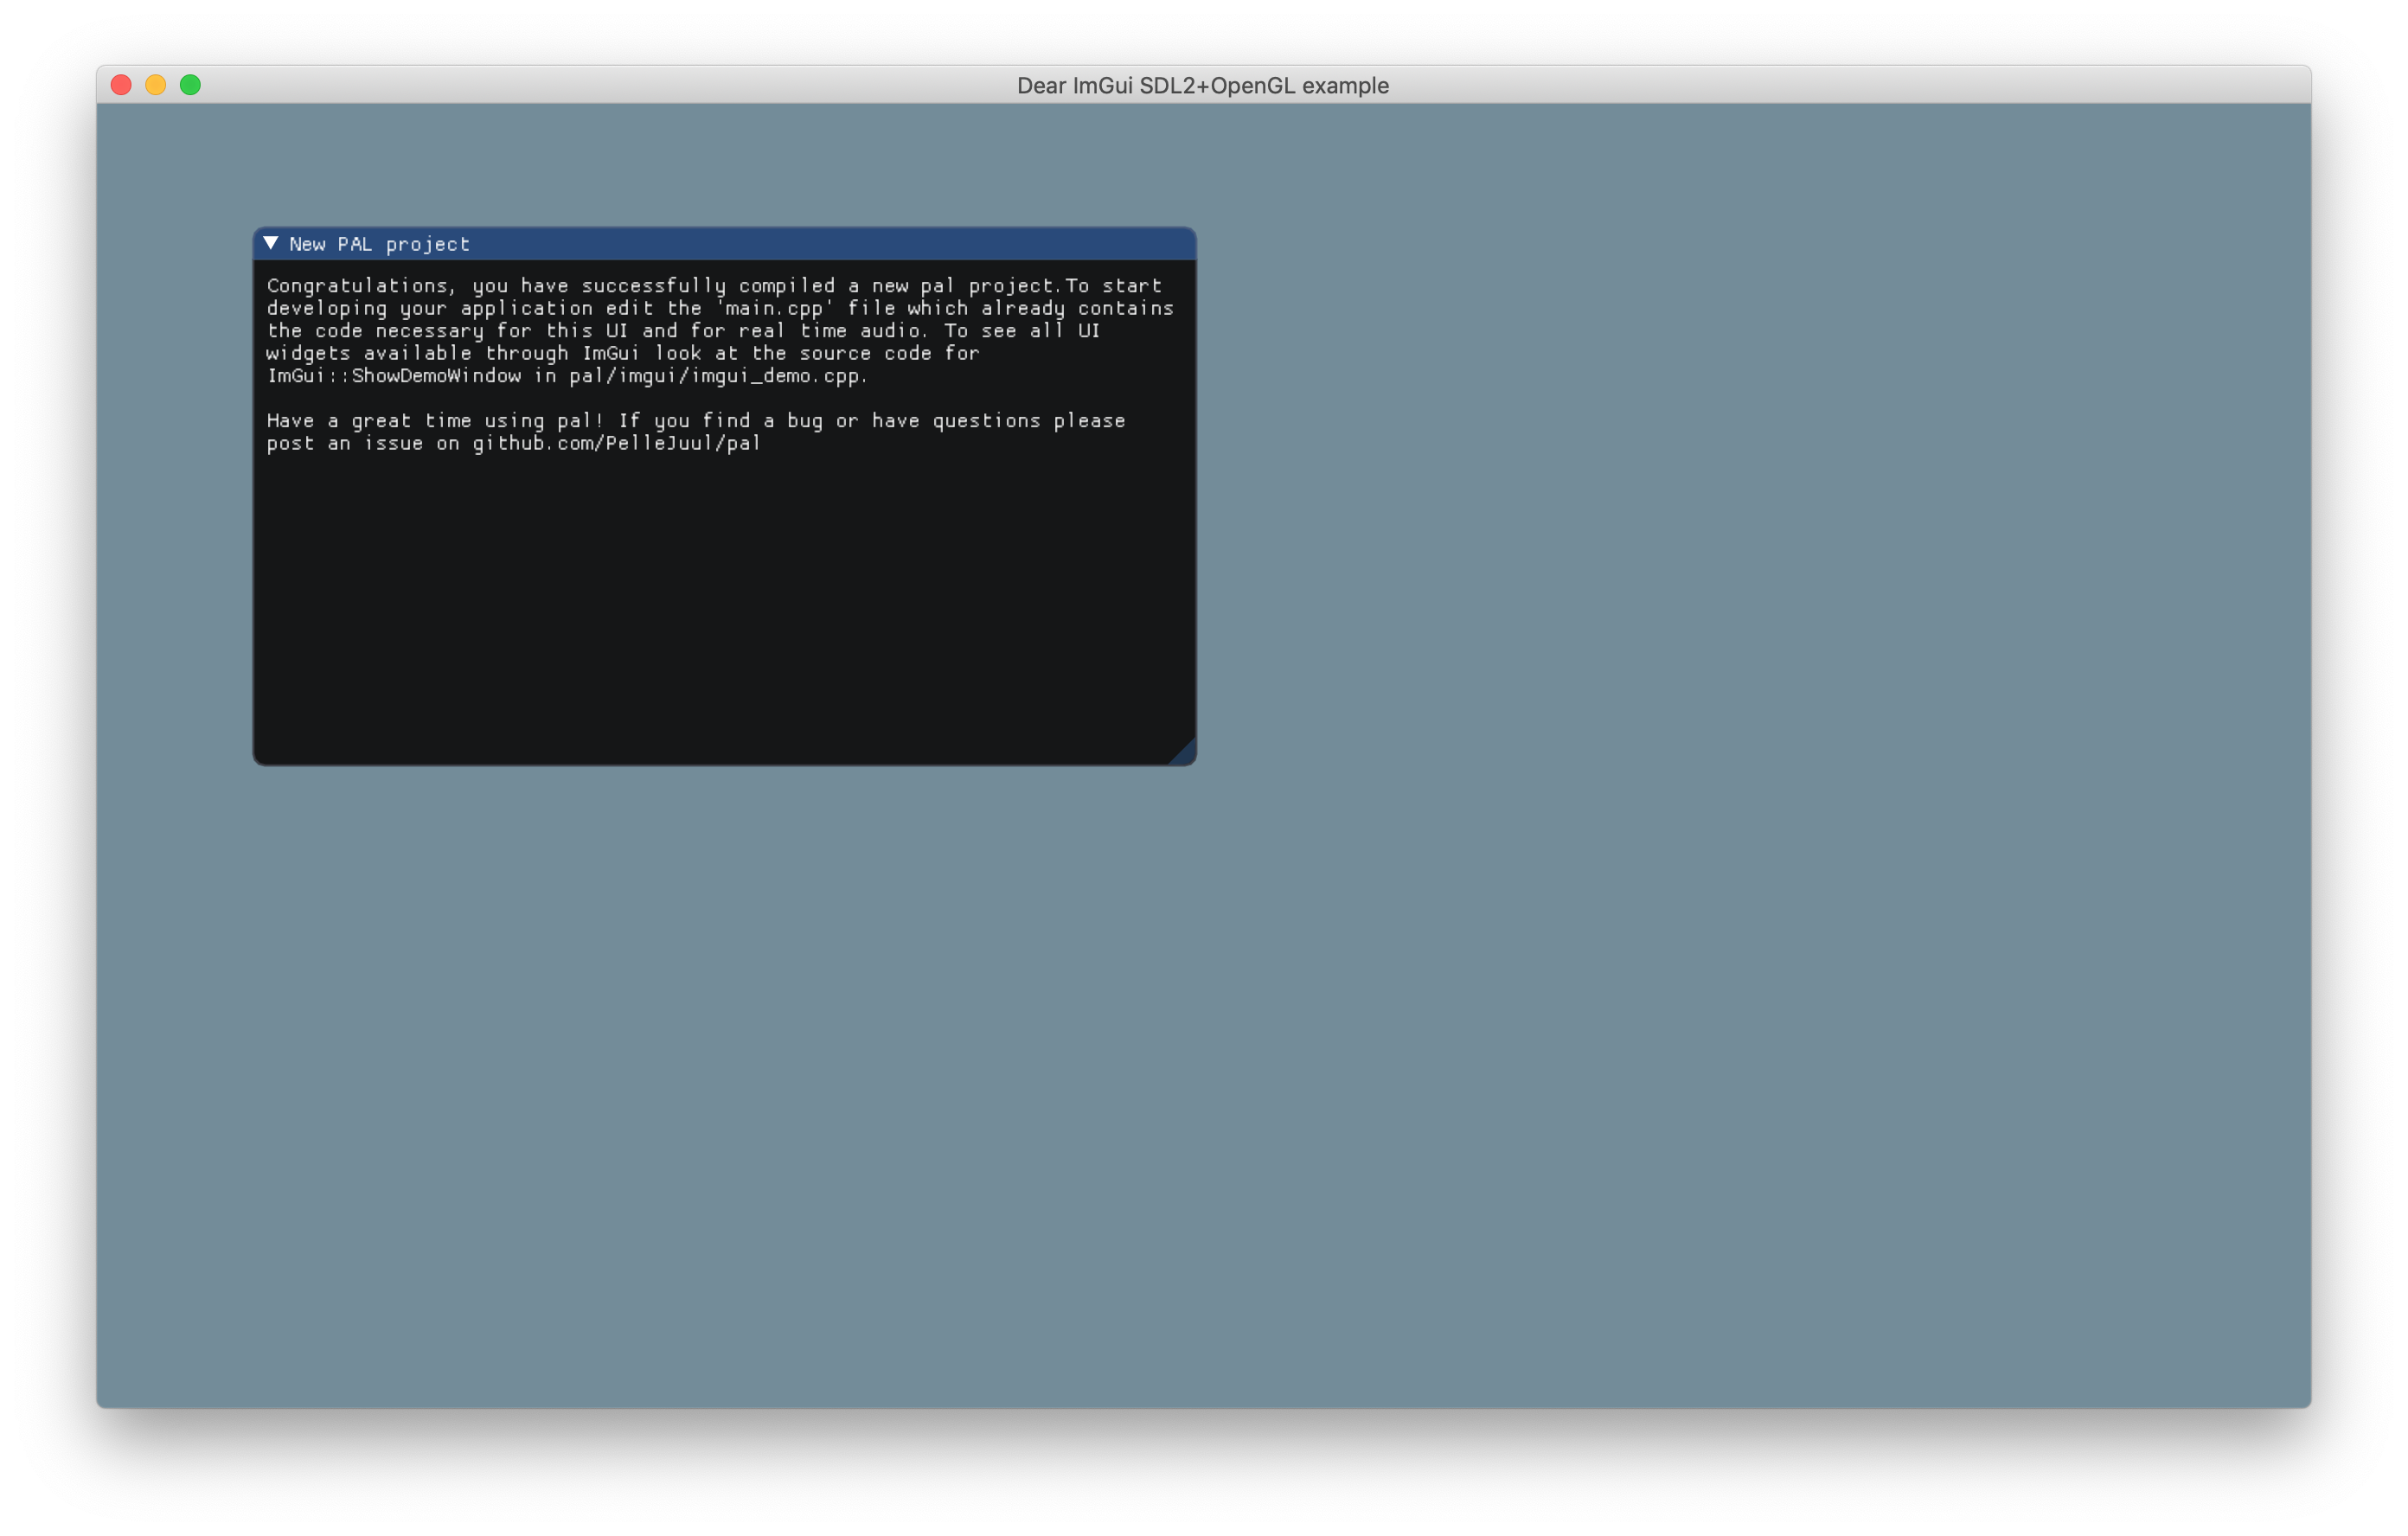 Dear ImGui SDL2+OpenGL example
New PAL project
Congratulations, you have successfully compiled a new pal project.To start
developing your application edit the 'main.cpp' file which already contains
the code necessary for this UI and for real time audio. To see all UI
widgets available through ImGui look at the source code for
ImGui::ShowDemoWindow in pal/imgui/imgui_demo.cpp.
Have a great time using pal! If you find a bug or have questions please
post an issue on github.com/PelleJuul/pal